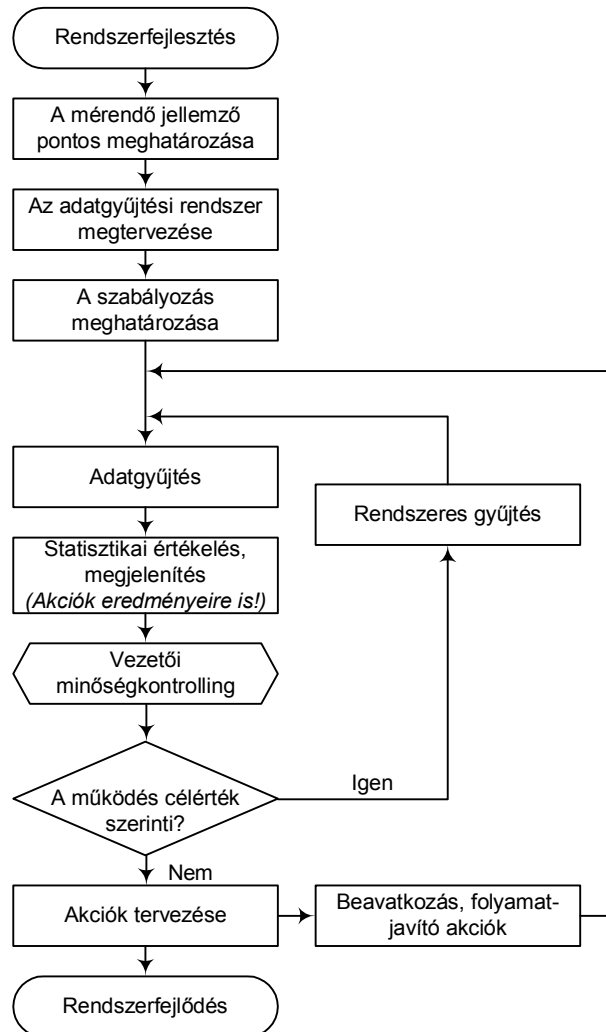 Rendszerfejlesztés
A mérendő jellemző
pontos meghatározása
Az adatgyűjtési rendszer
megtervezése
A szabályozás
meghatározása
Adatgyűjtés
Rendszeres gyűjtés
Statisztikai értékelés,
megjelenítés
(Akciók eredményeire is!)
Vezetői
minőségkontrolling
A működés célérték
szerinti?
Igen
Nem
Akciók tervezése
Beavatkozás, folyamat-
javító akciók
Rendszerfejlődés